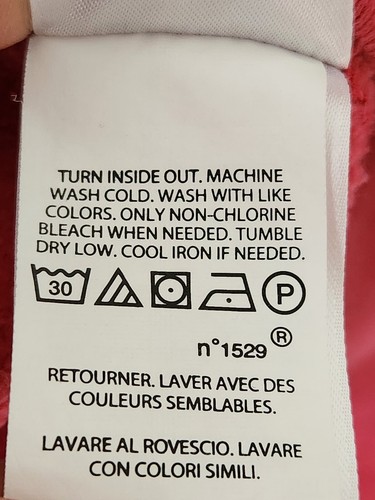 TURN INSIDE OUT. MACHINE
WASH COLD. WASH WITH LIKE
COLORS. ONLY NON-CHLORINE
BLEACH WHEN NEEDED. TUMBLE
DRY LOW. COOL IRON IF NEEDED.
30 P
n°1529 ®
RETOURNER. LAVER AVEC DES
COULEURS SEMBLABLES.
LAVARE AL ROVESCIO. LAVARE
CON COLORI SIMILI.